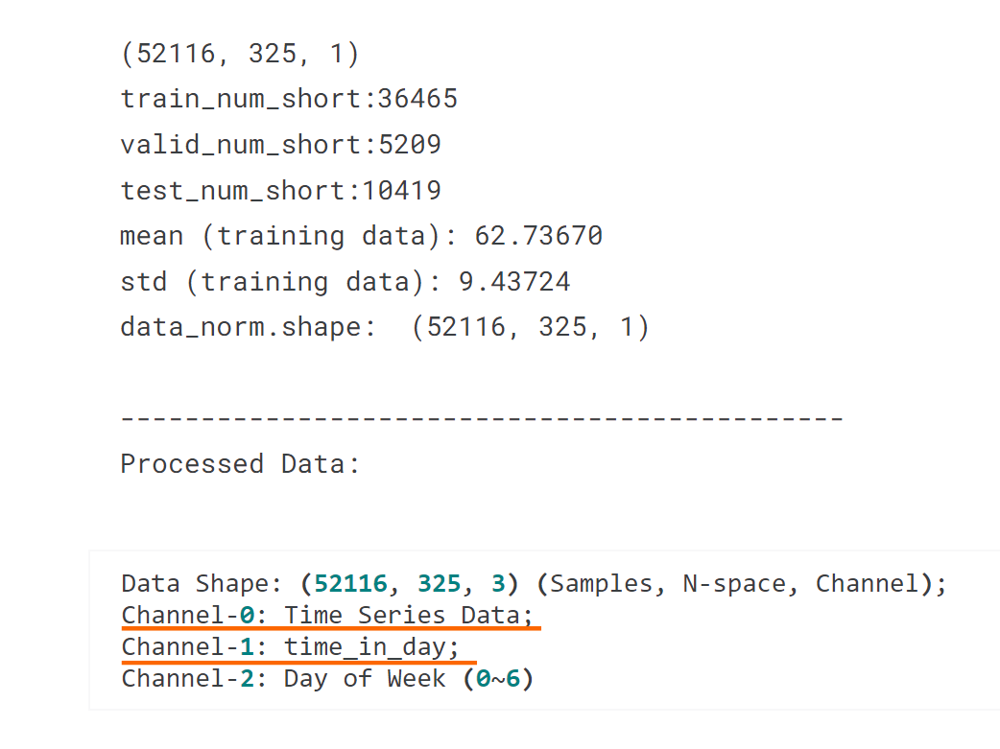 (52116, 325, 1)
train_num_short:36465
valid_num_short:5209
test_num_short:10419
mean (training data): 62.73670
std (training data): 9.43724
data_norm.shape:  (52116, 325, 1)
---------------------------------------------
Processed Data:
Data Shape: (52116, 325, 3) (Samples, N-space, Channel);
Channel-0: Time Series Data;
Channel-1: time_in_day;
Channel-2: Day of Week (0~6)